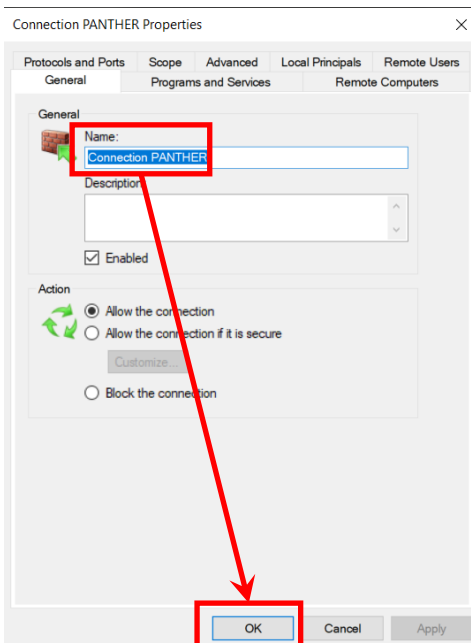 Connection PANTHER Properties
Protocols and Ports Scope Advanced Local Principals Remote Users
General Programs and Services Remote Computers
General
Name:
Connection PANTHER
Description:
Enabled
Action
Allow the connection
Allow the connection if it is secure
Customize...
Block the connection
OK Cancel Apply